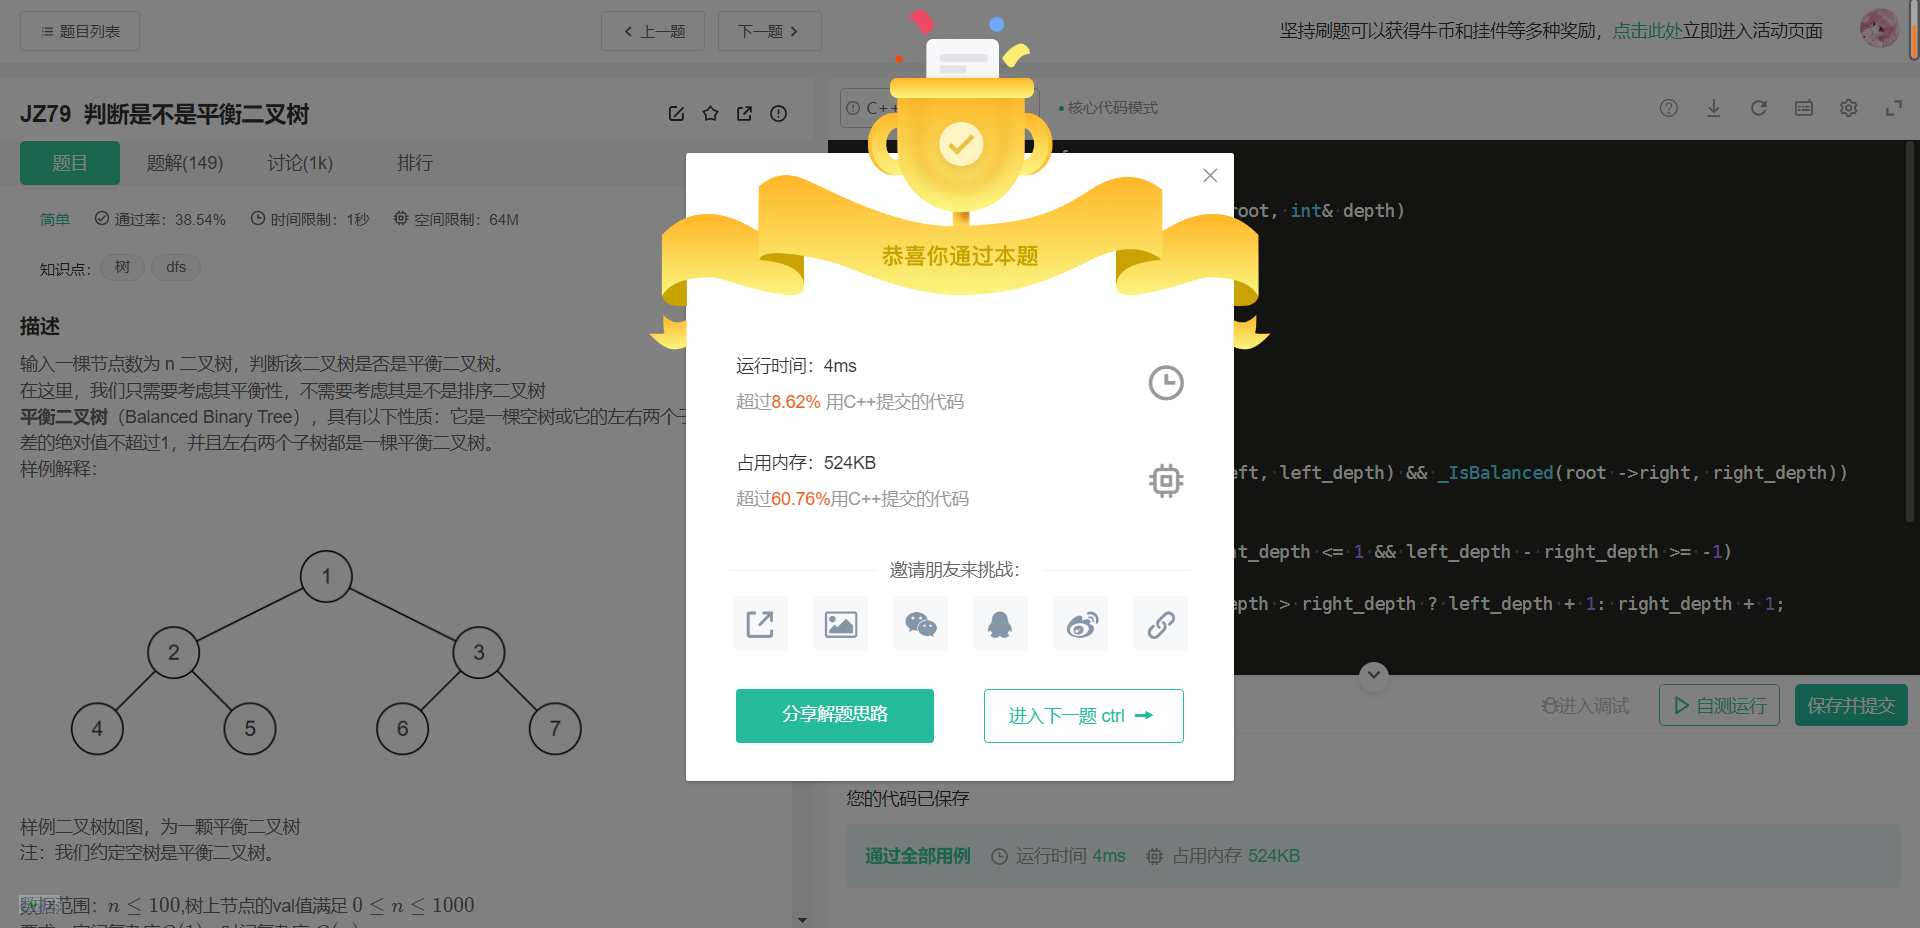 题目列表
上一题
下一题
坚持刷题可以获得牛币和挂件等多种奖励，点击此处立即进入活动页面
JZ79 判断是不是平衡二叉树
题目
题解(149)
讨论(1k)
排行
简单
通过率：38.54%
时间限制：1秒
空间限制：64M
知识点：
树
dfs
描述
输入一棵节点数为 n 二叉树，判断该二叉树是否是平衡二叉树。
在这里，我们只需要考虑其平衡性，不需要考虑其是不是排序二叉树
平衡二叉树（Balanced Binary Tree），具有以下性质：它是一棵空树或它的左右两个子
差的绝对值不超过1，并且左右两个子树都是一棵平衡二叉树。
样例解释：
1
2
3
4
5
6
7
样例二叉树如图，为一颗平衡二叉树
注：我们约定空树是平衡二叉树。
数据范围：n ≤ 100,树上节点的val值满足 0 ≤ n ≤ 1000
C++
核心代码模式
root, int& depth)
left_depth) && _IsBalanced(root ->right, right_depth))
_depth <= 1 && left_depth - right_depth >= -1)
> right_depth ? left_depth + 1: right_depth + 1;
恭喜你通过本题
运行时间：4ms
超过8.62% 用C++提交的代码
占用内存：524KB
超过60.76%用C++提交的代码
邀请朋友来挑战：
分享解题思路
进入下一题 ctrl
进入调试
自测运行
保存并提交
您的代码已保存
通过全部用例
运行时间 4ms
占用内存 524KB